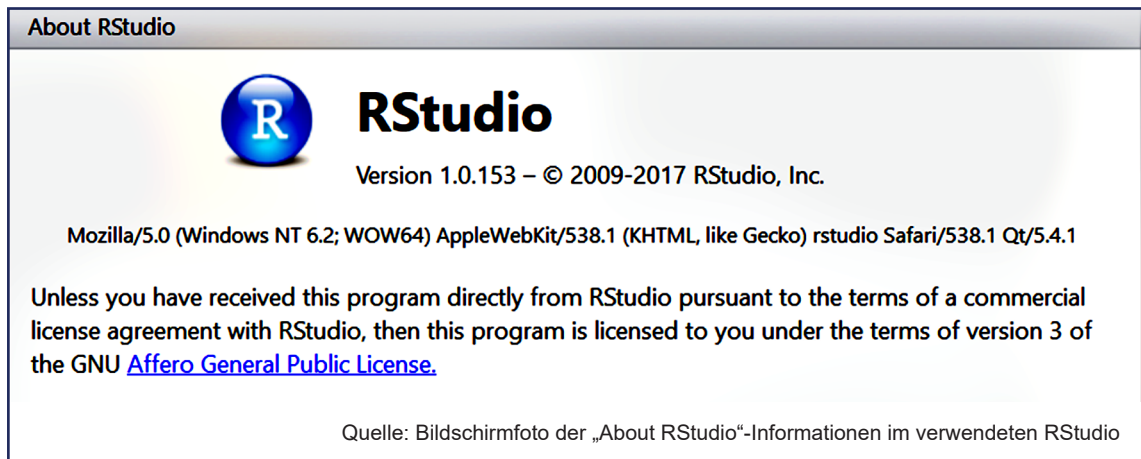 About RStudio
R
RStudio
Version 1.0.153 – © 2009-2017 RStudio, Inc.
Mozilla/5.0 (Windows NT 6.2; WOW64) AppleWebKit/538.1 (KHTML, like Gecko) rstudio Safari/538.1 Qt/5.4.1
Unless you have received this program directly from RStudio pursuant to the terms of a commercial
license agreement with RStudio, then this program is licensed to you under the terms of version 3 of
the GNU Affero General Public License.
Quelle: Bildschirmfoto der „About RStudio“-Informationen im verwendeten RStudio